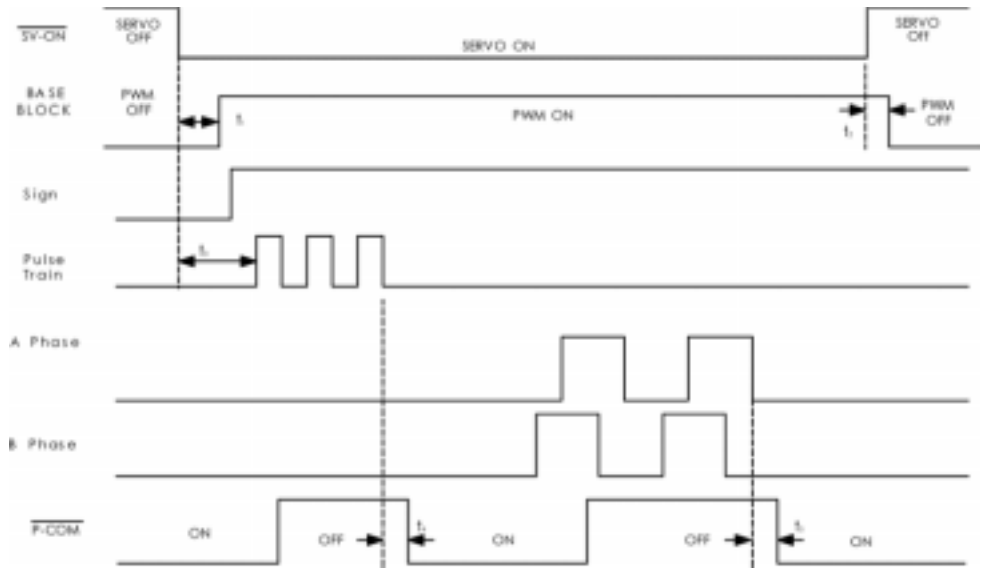 SV-ON
SERVO
OFF
SERVO ON
SERVO
Off
BASE
BLOCK
PWM
OFF
PWM ON
PWM
OFF
Sign
Pulse
Train
A Phase
B Phase
P-COM
ON
OFF
ON
OFF
ON